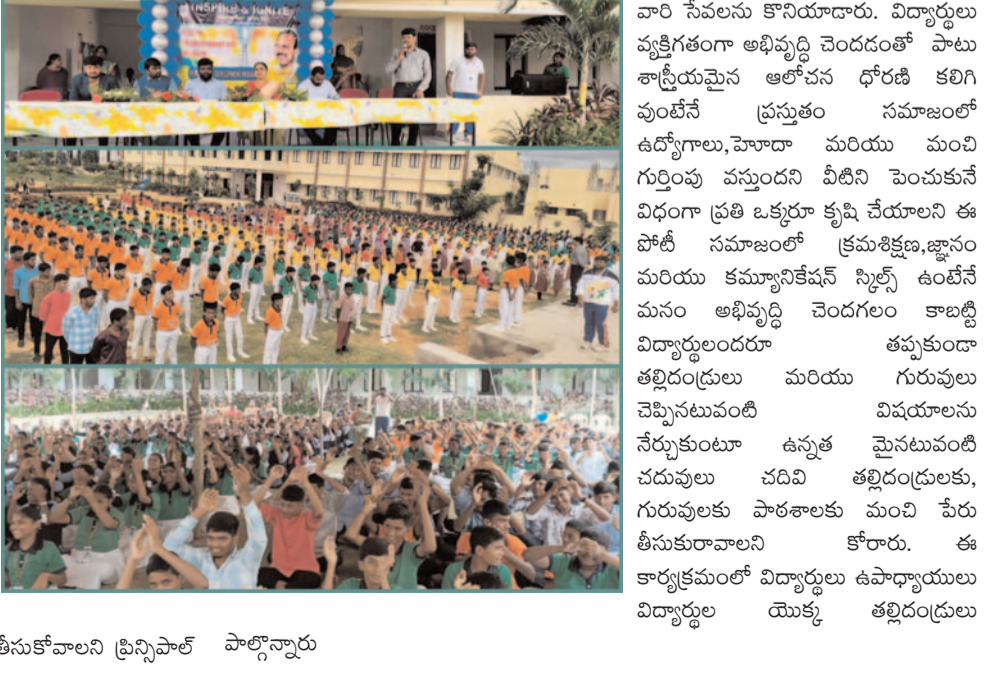 INSPIRE & IGNITE
వారి సేవలను కొనియాడారు. విద్యార్థులు
వ్యక్తిగతంగా అభివృద్ధి చెందడంతో పాటు
శాస్త్రీయమైన ఆలోచన ధోరణి కలిగి
వుంటేనే ప్రస్తుతం సమాజంలో
ఉద్యోగాలు,హెూదా మరియు మంచి
గుర్తింపు వస్తుందని వీటిని పెంచుకునే
విధంగా ప్రతి ఒక్కరూ కృషి చేయాలని ఈ
పోటీ సమాజంలో క్రమశిక్షణ,జ్ఞానం
మరియు కమ్యూనికేషన్ స్కిల్స్ ఉంటేనే
మనం అభివృద్ధి చెందగలం కాబట్టి
విద్యార్థులందరూ తప్పకుండా
తల్లిదండ్రులు మరియు గురువులు
చెప్పినటువంటి విషయాలను
నేర్చుకుంటూ ఉన్నత మైనటువంటి
చదువులు చదివి తల్లిదండ్రులకు,
గురువులకు పాఠశాలకు మంచి పేరు
తీసుకురావాలని కోరారు. ఈ
కార్యక్రమంలో విద్యార్థులు ఉపాధ్యాయులు
విద్యార్థుల యొక్క తల్లిదండ్రులు
తీసుకోవాలని ప్రిన్సిపాల్ పాల్గొన్నారు